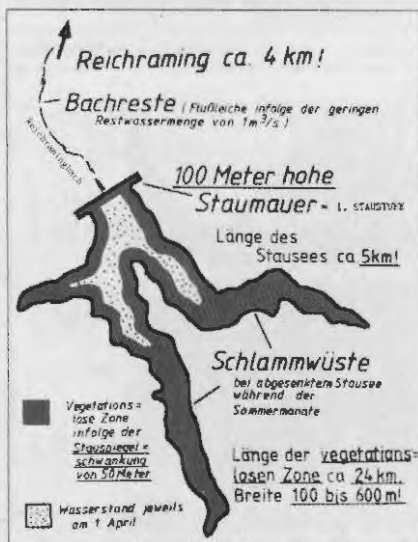 Reichraming ca. 4 km!
Bachreste (Flußleiche infolge der geringen
Restwassermenge von 1m³/s)
Reichramingbach
100 Meter hohe
Staumauer = 1. STAUSTUFE
Länge des
Stausees ca 5km!
Schlammwüste
bei abgesenktem Stausee
während der
Sommermonate
Vegetations=
lose Zone
infolge der
Stauspiegel=
schwankung
von 50 Meter
Wasserstand jeweils
am 1 April
Länge der vegetations=
losen Zone ca 24 km.
Breite 100 bis 600m!